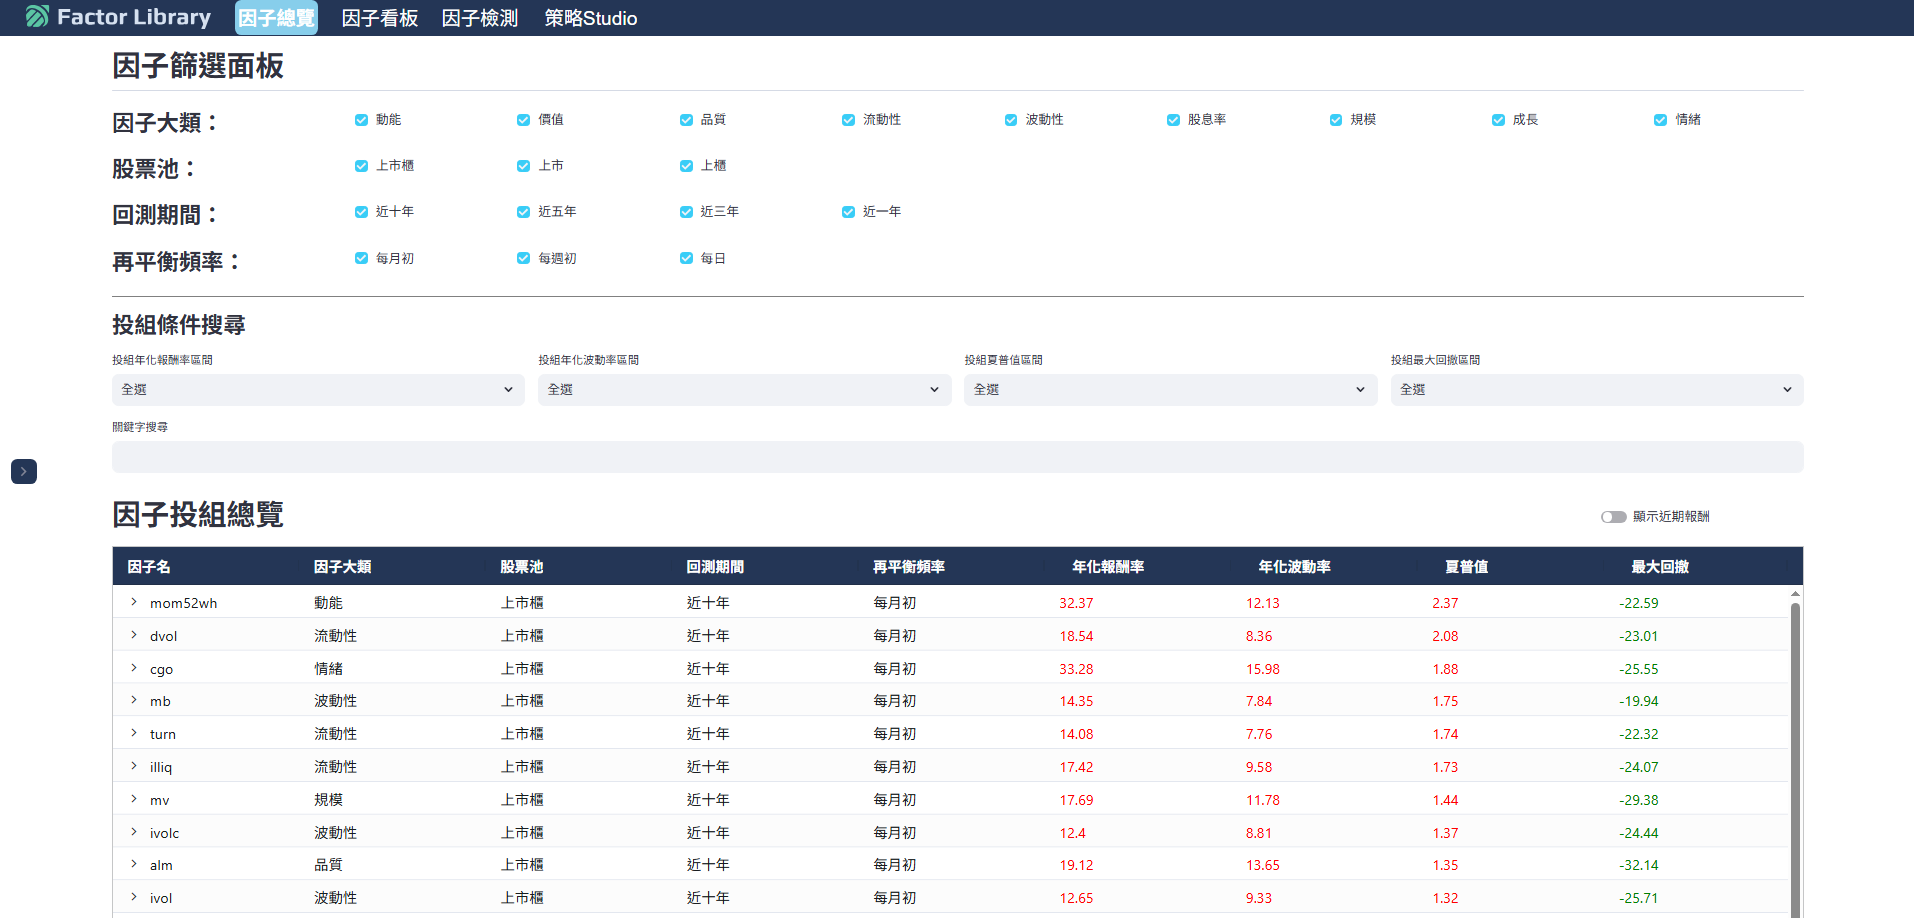 Factor Library 因子總覽 因子看板 因子檢測 策略Studio
因子篩選面板
因子大類： 動能 價值 品質 流動性 波動性 股息率 規模 成長 情緒
股票池： 上市櫃 上市 上櫃
回測期間： 近十年 近五年 近三年 近一年
再平衡頻率： 每月初 每週初 每日
投組條件搜尋
投組年化報酬率區間 投組年化波動率區間 投組夏普值區間 投組最大回撤區間
全選 全選 全選 全選
關鍵字搜尋
因子投組總覽 顯示近期報酬
因子名 因子大類 股票池 回測期間 再平衡頻率 年化報酬率 年化波動率 夏普值 最大回撤
mom52wh 動能 上市櫃 近十年 每月初 32.37 12.13 2.37 -22.59
dvol 流動性 上市櫃 近十年 每月初 18.54 8.36 2.08 -23.01
cgo 情緒 上市櫃 近十年 每月初 33.28 15.98 1.88 -25.55
mb 波動性 上市櫃 近十年 每月初 14.35 7.84 1.75 -19.94
turn 流動性 上市櫃 近十年 每月初 14.08 7.76 1.74 -22.32
illiq 流動性 上市櫃 近十年 每月初 17.42 9.58 1.73 -24.07
mv 規模 上市櫃 近十年 每月初 17.69 11.78 1.44 -29.38
ivolc 波動性 上市櫃 近十年 每月初 12.4 8.81 1.37 -24.44
alm 品質 上市櫃 近十年 每月初 19.12 13.65 1.35 -32.14
ivol 波動性 上市櫃 近十年 每月初 12.65 9.33 1.32 -25.71